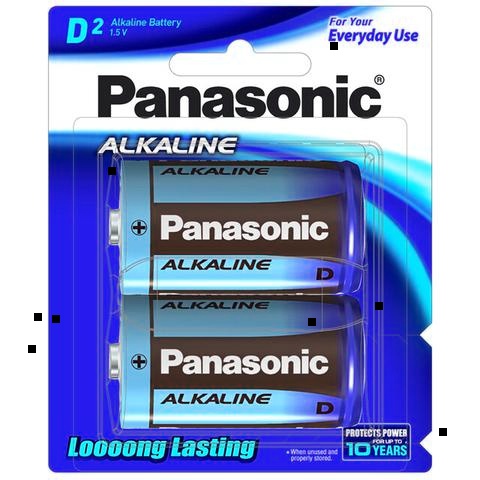 D2 Alkaline Battery
1.5 V
For Your
Everyday Use
Panasonic®
ALKALINE
ALKALINE
+ Panasonic
ALKALINE
D
ALKALINE
+ Panasonic
ALKALINE
D
Loooong Lasting
• When unused and
properly stored.
PROTECTS POWER
FOR UP TO
10 YEARS